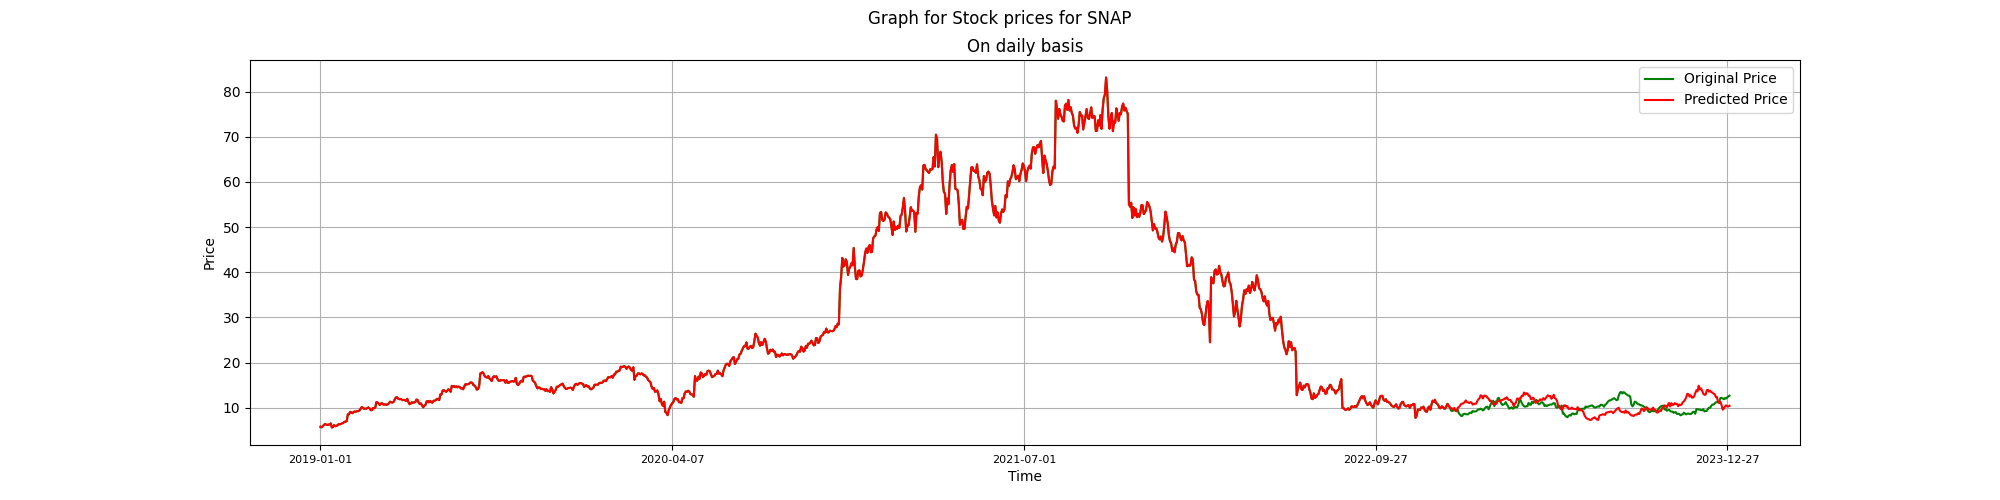 Graph for Stock prices for SNAP
On daily basis
Original Price
Predicted Price
Price
80
70
60
50
40
30
20
10
2019-01-01
2020-04-07
2021-07-01
2022-09-27
2023-12-27
Time